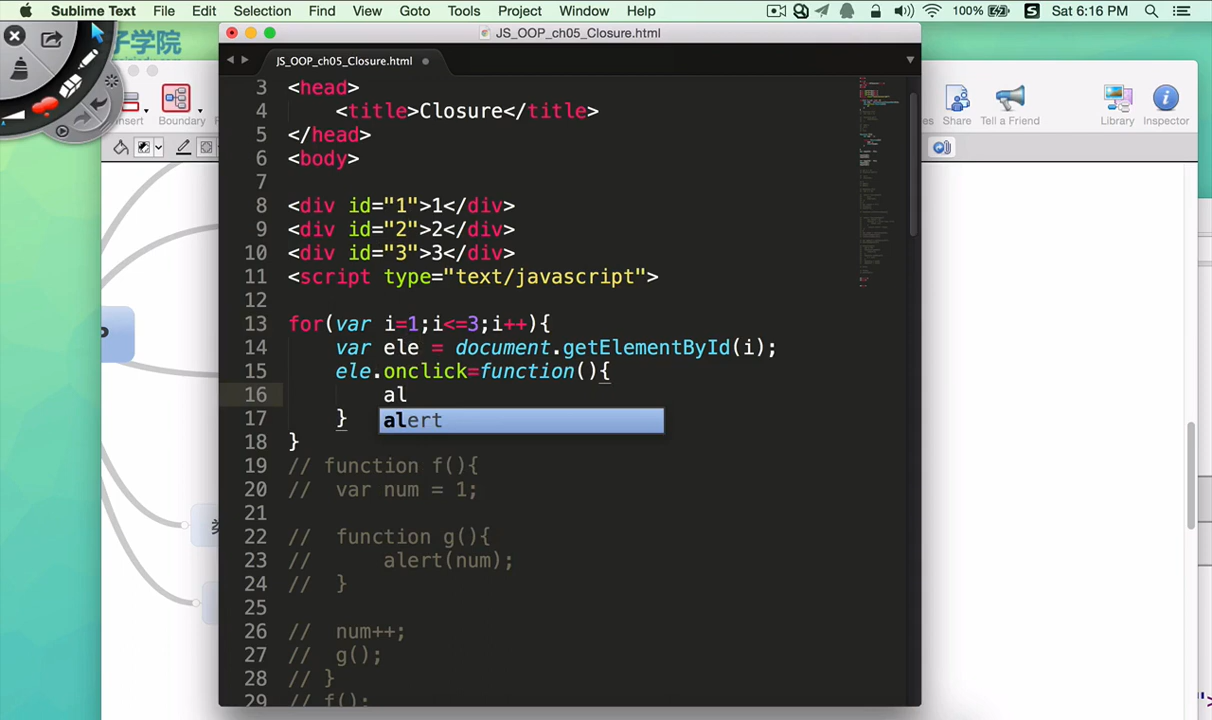 Sublime Text File Edit Selection Find View Goto Tools Project Window Help 100% Sat 6:16 PM
子学院
JS_OOP_ch05_Closure.html
JS_OOP_ch05_Closure.html
Boundary
Share Tell a Friend Library Inspector
3 <head>
4 <title>Closure</title>
5 </head>
6 <body>
7
8 <div id="1">1</div>
9 <div id="2">2</div>
10 <div id="3">3</div>
11 <script type="text/javascript">
12
13 for(var i=1;i<=3;i++){
14 var ele = document.getElementById(i);
15 ele.onclick=function(){
16 al
alert
17 }
18 }
19 // function f(){
20 // var num = 1;
21
22 // function g(){
23 // alert(num);
24 // }
25
26 // num++;
27 // g();
28 // }
29 // f();